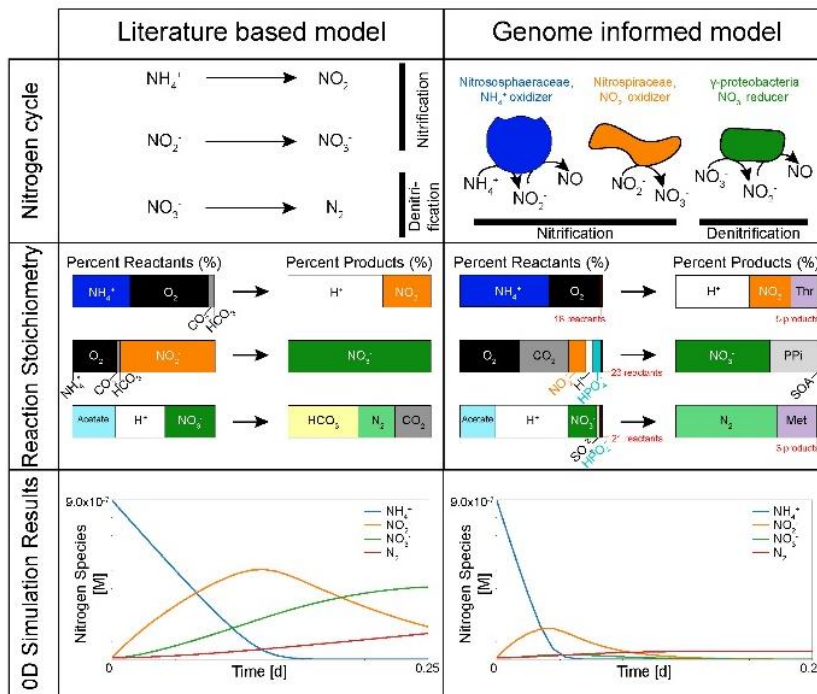 Literature based model
Genome informed model
Nitrogen cycle
NH₄⁺ NO₂
NO₂⁻ NO₃⁻
NO₃⁻ N₂
Nitrification
Denitri-
fication
Nitrososphaeraceae,
NH₄⁺ oxidizer
Nitrospiraceae,
NO₂⁻ oxidizer
γ-proteobacteria
NO₃⁻ reducer
NH₄⁺ NO₂⁻ NO
NO₂⁻ NO₃⁻
NO₃⁻ NO₂⁻ NO
Nitrification
Denitrification
Reaction Stoichiometry
Percent Reactants (%)
Percent Products (%)
NH₄⁺ O₂
CO₂
HCO₃⁻
H⁺ NO₂⁻
O₂ NO₂⁻
NH₄⁺ CO₂ HCO₃⁻
NO₃⁻
Acetate H⁺ NO₃⁻
HCO₃⁻ N₂ CO₂
Percent Reactants (%)
Percent Products (%)
NH₄⁺ O₂
18 reactants
H⁺ NO₂⁻ Thr
5 products
O₂ CO₂
NO₂⁻ H⁺ HPO₄⁻
23 reactants
NO₃⁻ PPi
SOA
Acetate H⁺ NO₃⁻
SO₄⁻ HPO₄⁻
21 reactants
N₂ Met
3 products
0D Simulation Results
Nitrogen Species
[M]
9.0x10⁻⁷
NH₄⁺
NO₂⁻
NO₃⁻
N₂
0
0
Time [d]
0.25
Nitrogen Species
[M]
9.0x10⁻⁷
NH₄⁺
NO₂⁻
NO₃⁻
N₂
0
0
Time [d]